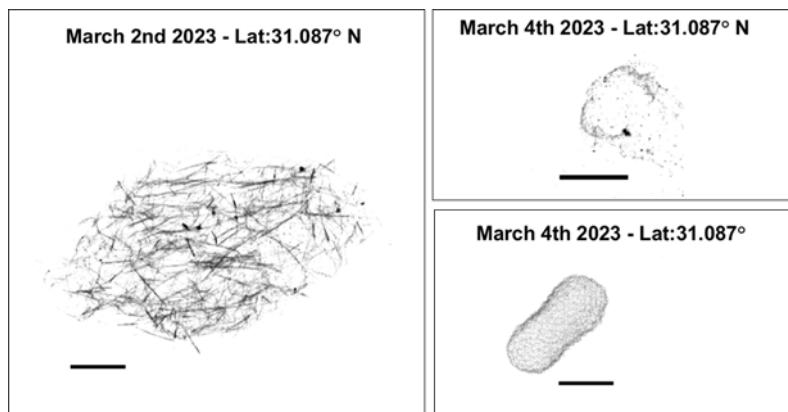 March 2nd 2023 - Lat:31.087° N
March 4th 2023 - Lat:31.087° N
March 4th 2023 - Lat:31.087°